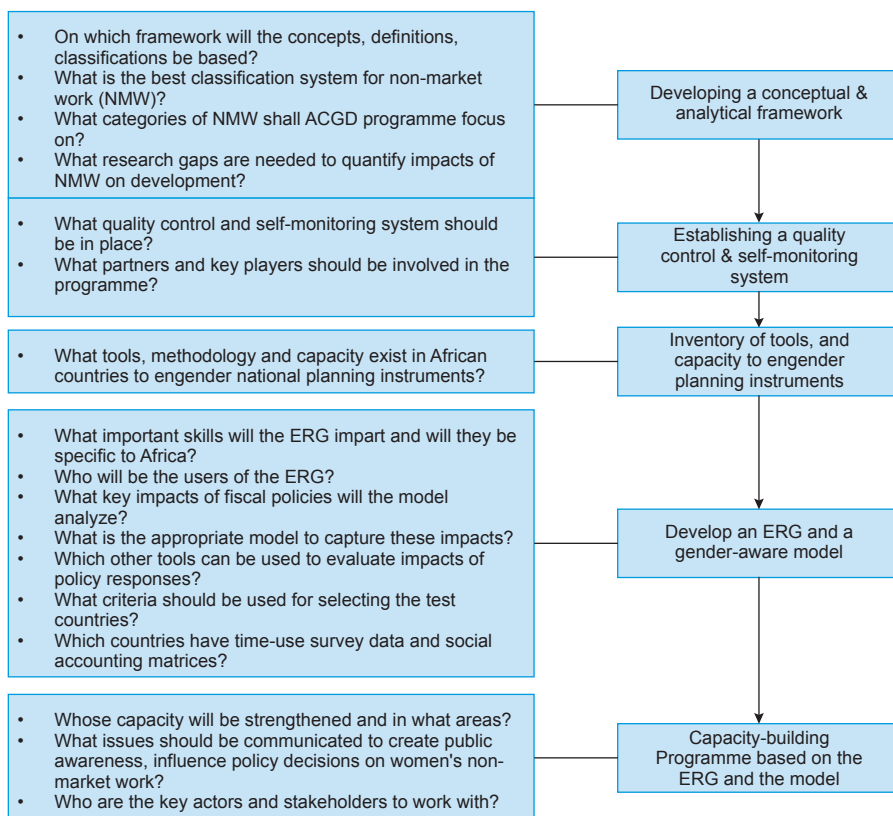 • On which framework will the concepts, definitions,
classifications be based?
• What is the best classification system for non-market
work (NMW)?
• What categories of NMW shall ACGD programme focus
on?
• What research gaps are needed to quantify impacts of
NMW on development?
Developing a conceptual &
analytical framework
• What quality control and self-monitoring system should
be in place?
• What partners and key players should be involved in the
programme?
Establishing a quality
control & self-monitoring
system
• What tools, methodology and capacity exist in African
countries to engender national planning instruments?
Inventory of tools, and
capacity to engender
planning instruments
• What important skills will the ERG impart and will they be
specific to Africa?
• Who will be the users of the ERG?
• What key impacts of fiscal policies will the model
analyze?
• What is the appropriate model to capture these impacts?
• Which other tools can be used to evaluate impacts of
policy responses?
• What criteria should be used for selecting the test
countries?
• Which countries have time-use survey data and social
accounting matrices?
Develop an ERG and a
gender-aware model
• Whose capacity will be strengthened and in what areas?
• What issues should be communicated to create public
awareness, influence policy decisions on women's non-
market work?
• Who are the key actors and stakeholders to work with?
Capacity-building
Programme based on the
ERG and the model